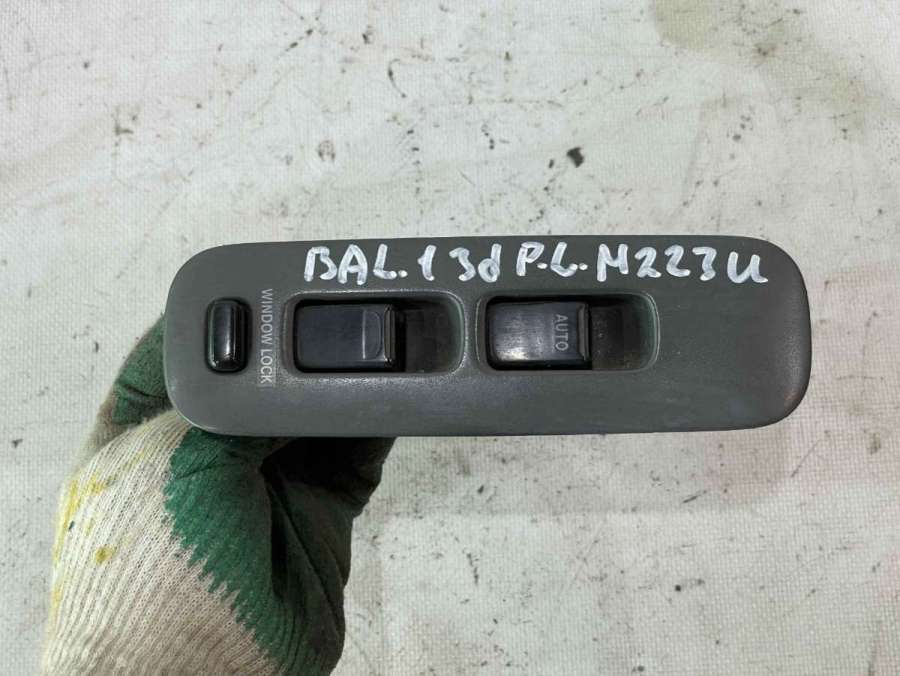 BAL. 1 3d P.L. M223U
WINDOW LOCK
AUTO